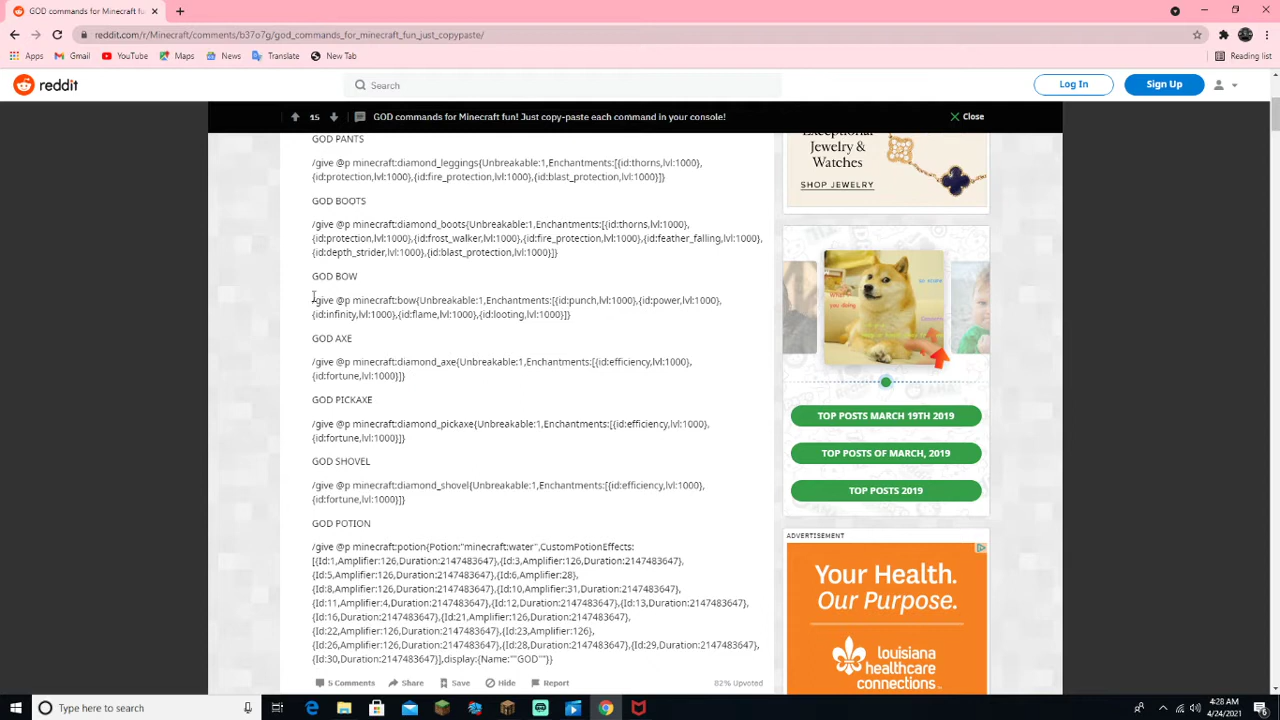 GOD commands for Minecraft fun
reddit.com/r/Minecraft/comments/b37o7g/god_commands_for_minecraft_fun_just_copypaste/
Apps Gmail YouTube Maps News Translate New Tab Reading list
reddit Search Log In Sign Up
15 GOD commands for Minecraft fun! Just copy-paste each command in your console! Close
GOD PANTS
/give @p minecraft:diamond_leggings{Unbreakable:1,Enchantments:[{id:thorns,lvl:1000},
{id:protection,lvl:1000},{id:fire_protection,lvl:1000},{id:blast_protection,lvl:1000}]}
GOD BOOTS
/give @p minecraft:diamond_boots{Unbreakable:1,Enchantments:[{id:thorns,lvl:1000},
{id:protection,lvl:1000},{id:frost_walker,lvl:1000},{id:fire_protection,lvl:1000},{id:feather_falling,lvl:1000},
{id:depth_strider,lvl:1000},{id:blast_protection,lvl:1000}]}
GOD BOW
/give @p minecraft:bow{Unbreakable:1,Enchantments:[{id:punch,lvl:1000},{id:power,lvl:1000},
{id:infinity,lvl:1000},{id:flame,lvl:1000},{id:looting,lvl:1000}]}
GOD AXE
/give @p minecraft:diamond_axe{Unbreakable:1,Enchantments:[{id:efficiency,lvl:1000},
{id:fortune,lvl:1000}]}
GOD PICKAXE
/give @p minecraft:diamond_pickaxe{Unbreakable:1,Enchantments:[{id:efficiency,lvl:1000},
{id:fortune,lvl:1000}]}
GOD SHOVEL
/give @p minecraft:diamond_shovel{Unbreakable:1,Enchantments:[{id:efficiency,lvl:1000},
{id:fortune,lvl:1000}]}
GOD POTION
/give @p minecraft:potion{Potion:"minecraft:water",CustomPotionEffects:
[{Id:1,Amplifier:126,Duration:2147483647},{Id:3,Amplifier:126,Duration:2147483647},
{Id:5,Amplifier:126,Duration:2147483647},{Id:6,Amplifier:28},
{Id:8,Amplifier:126,Duration:2147483647},{Id:10,Amplifier:31,Duration:2147483647},
{Id:11,Amplifier:4,Duration:2147483647},{Id:12,Duration:2147483647},{Id:13,Duration:2147483647},
{Id:16,Duration:2147483647},{Id:21,Amplifier:126,Duration:2147483647},
{Id:22,Amplifier:126,Duration:2147483647},{Id:23,Amplifier:126},
{Id:26,Amplifier:126,Duration:2147483647},{Id:28,Duration:2147483647},{Id:29,Duration:2147483647},
{Id:30,Duration:2147483647}],display:{Name:"'GOD'"}}
5 Comments Share Save Hide Report 82% Upvoted
Exceptional
Jewelry &
Watches
SHOP JEWELRY
TOP POSTS MARCH 19TH 2019
TOP POSTS OF MARCH, 2019
TOP POSTS 2019
ADVERTISEMENT
Your Health.
Our Purpose.
louisiana
healthcare
connections
Type here to search
4:28 AM
4/24/2021
6